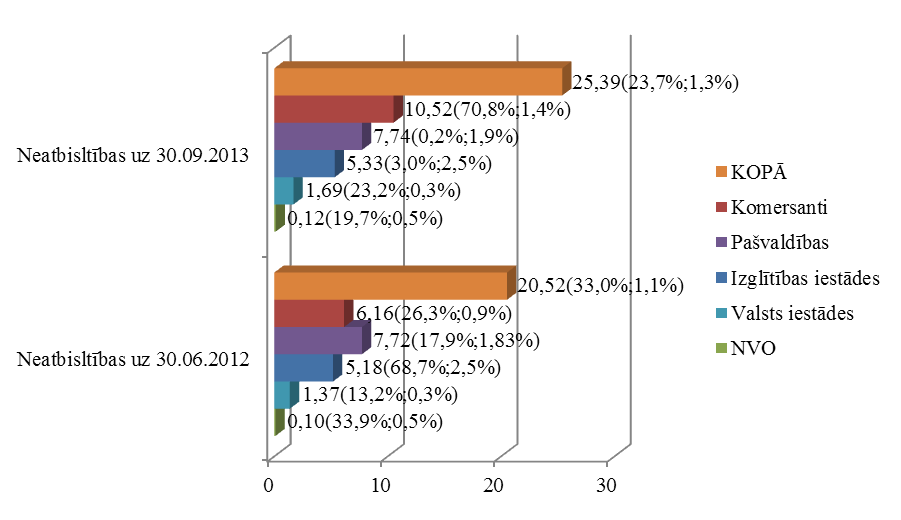 25,39(23,7%;1,3%)
10,52(70,8%;1,4%)
7,74(0,2%;1,9%)
Neatbisltības uz 30.09.2013
5,33(3,0%;2,5%)
1,69(23,2%;0,3%)
0,12(19,7%;0,5%)
20,52(33,0%;1,1%)
6,16(26,3%;0,9%)
7,72(17,9%;1,83%)
Neatbisltības uz 30.06.2012
5,18(68,7%;2,5%)
1,37(13,2%;0,3%)
0,10(33,9%;0,5%)
0 10 20 30
KOPĀ
Komersanti
Pašvaldības
Izglītības iestādes
Valsts iestādes
NVO